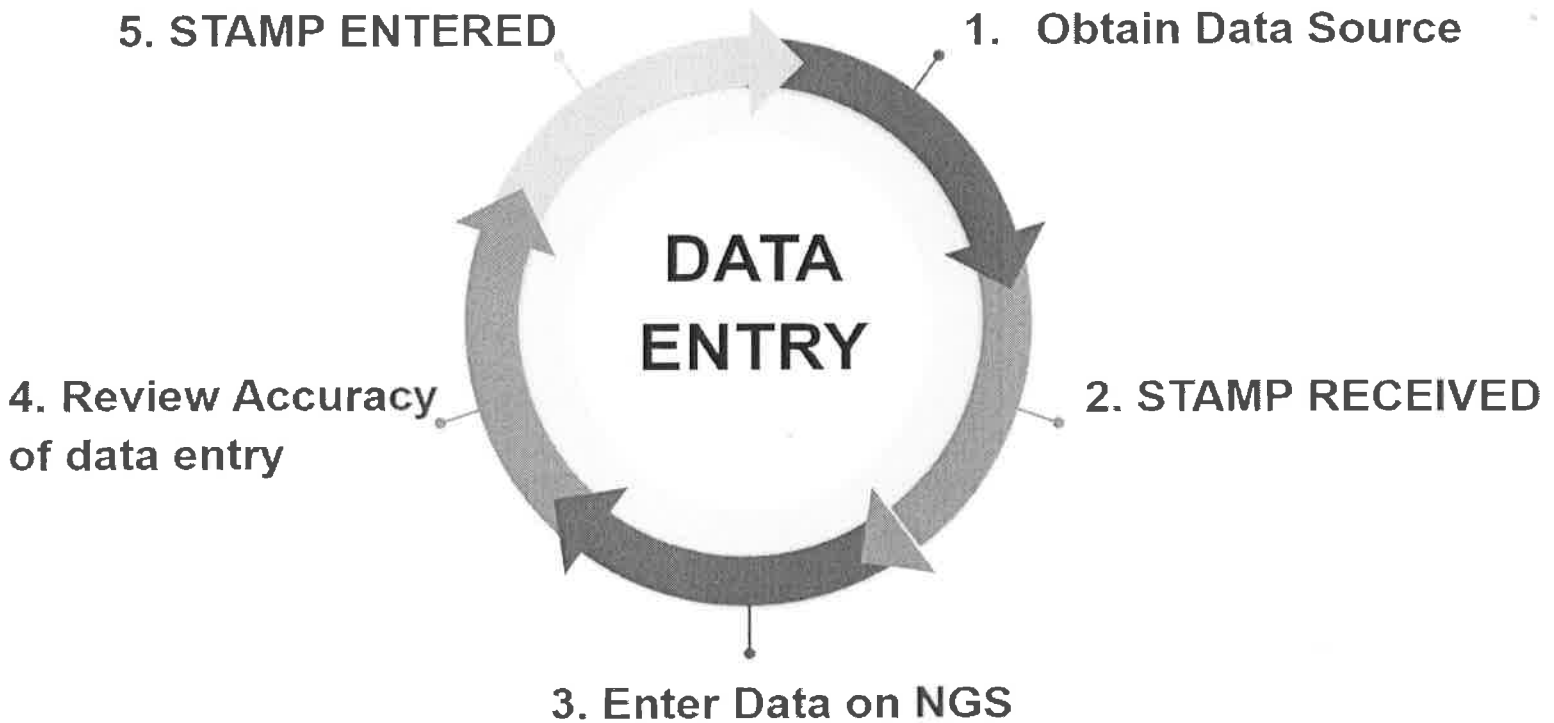 5. STAMP ENTERED
1. Obtain Data Source
DATA
ENTRY
4. Review Accuracy
of data entry
2. STAMP RECEIVED
3. Enter Data on NGS